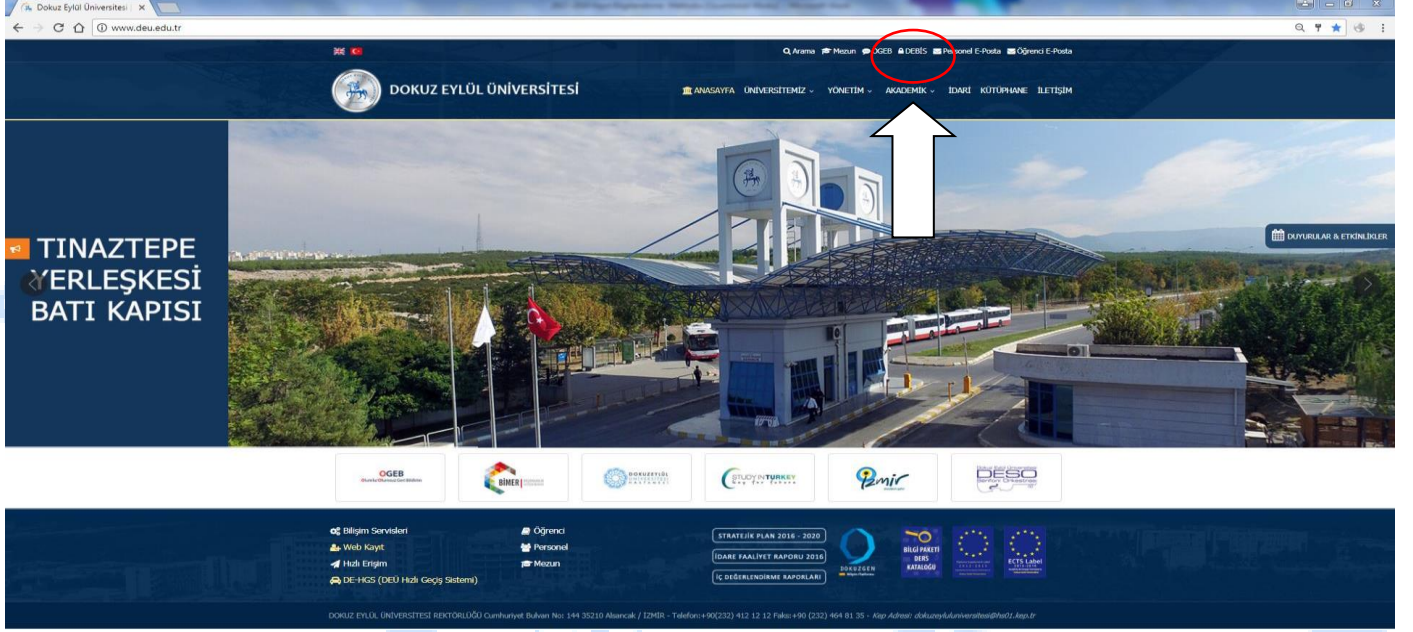 Dokuz Eylül Üniversitesi
www.deu.edu.tr
Arama Mezun OGEB DEBİS Personel E-Posta Öğrenci E-Posta
DOKUZ EYLÜL ÜNİVERSİTESİ
ANASAYFA ÜNİVERSİTEMİZ YÖNETİM AKADEMİK İDARİ KÜTÜPHANE İLETİŞİM
TINAZTEPE
YERLEŞKESİ
BATI KAPISI
DUYURULAR & ETKİNLİKLER
OGEB
BİMER
DOKUZ EYLÜL
STUDY IN TURKEY
İzmir
DESO
Bilişim Servisleri
Web Kayıt
Hızlı Erişim
DE-HGS (DEÜ Hızlı Geçiş Sistemi)
Öğrenci
Personel
Mezun
STRATEJİK PLAN 2016 - 2020
İDARE FAALİYET RAPORU 2016
İÇ DEĞERLENDİRME RAPORLARI
DOKUZGEN
BİLGİ PAKETİ
DERS
KATALOĞU
ECTS Label
DOKUZ EYLÜL ÜNİVERSİTESİ REKTÖRLÜĞÜ Cumhuriyet Bulvarı No: 144 35210 Alsancak / İZMİR - Telefon: +90(232) 412 12 12 Faks: +90 (232) 464 81 35 - Kep Adresi: dokuzeyluluniversitesi@hs01.kep.tr